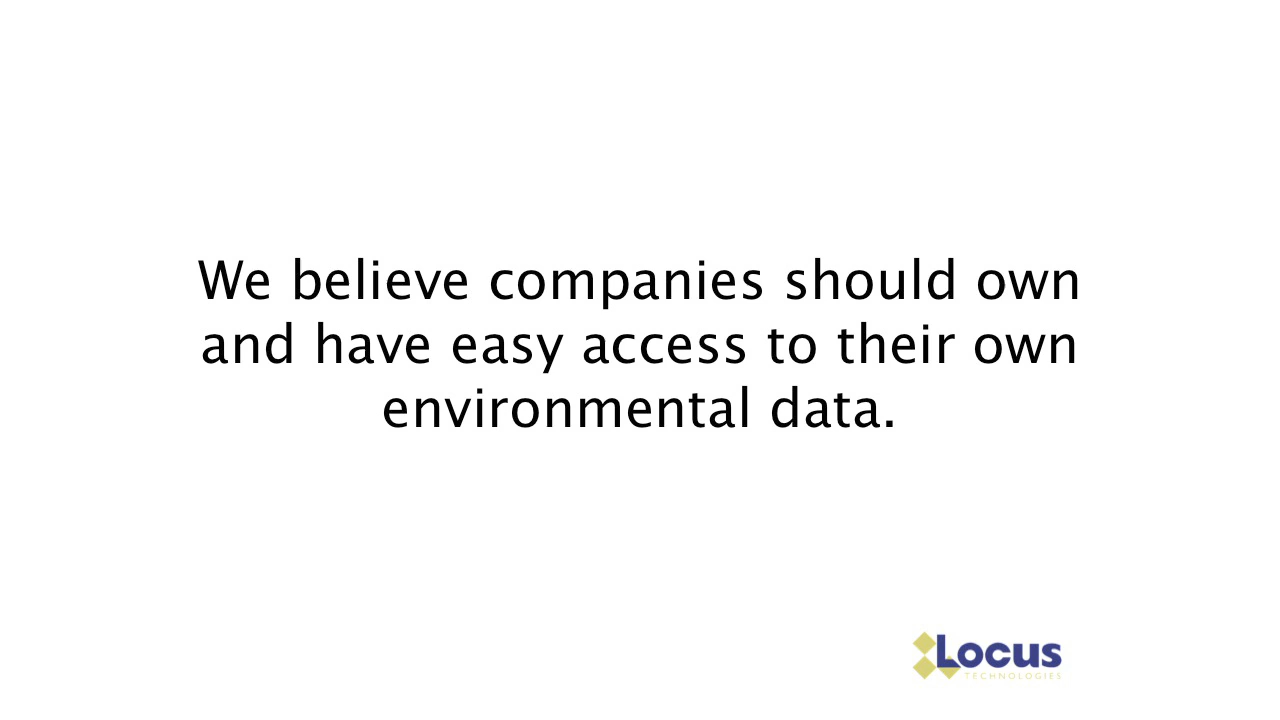 We believe companies should own
and have easy access to their own
environmental data.
Locus
TECHNOLOGIES